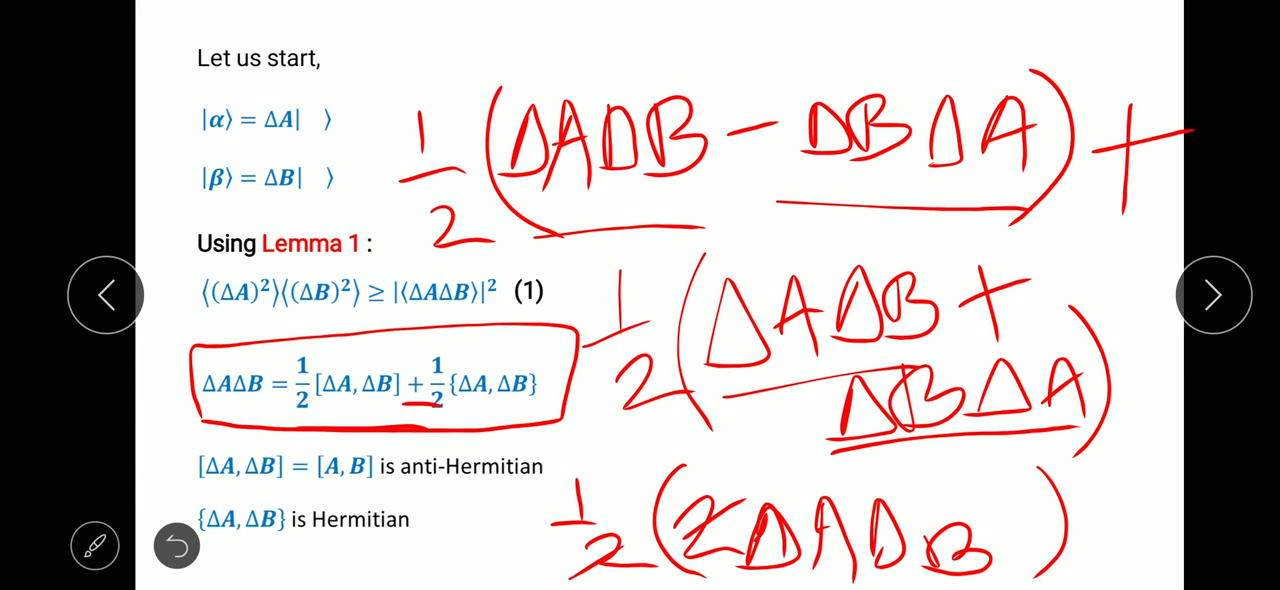 Let us start,
|α⟩ = ΔA|   ⟩
|β⟩ = ΔB|   ⟩
1/2 (ΔAΔB − ΔBΔA) +
Using Lemma 1 :
⟨(ΔA)²⟩⟨(ΔB)²⟩ ≥ |⟨ΔAΔB⟩|²  (1)
1/2 (ΔAΔB +
ΔBΔA)
ΔAΔB = 1/2 [ΔA, ΔB] + 1/2 {ΔA, ΔB}
[ΔA, ΔB] = [A, B] is anti-Hermitian
{ΔA, ΔB} is Hermitian
1/2 (2ΔAΔB)